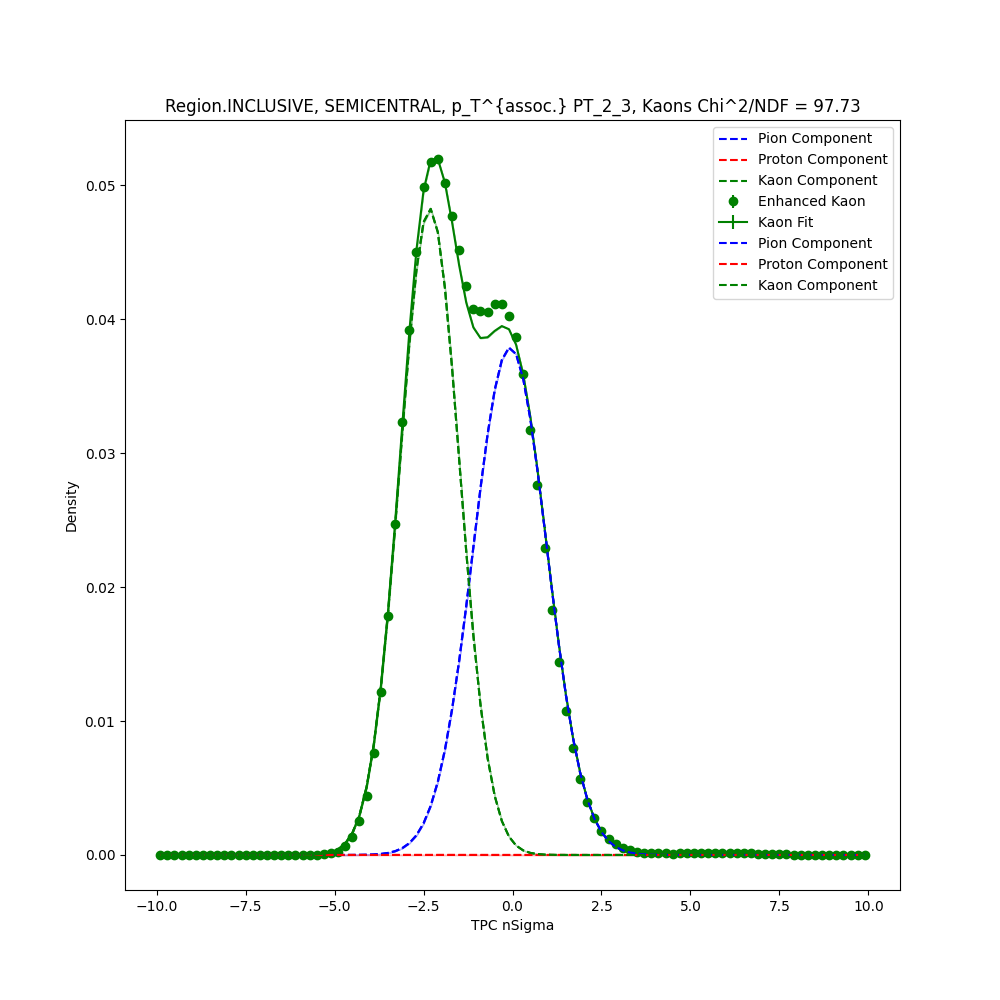 Region.INCLUSIVE, SEMICENTRAL, p_T^{assoc.} PT_2_3, Kaons Chi^2/NDF = 97.73
Pion Component
Proton Component
Kaon Component
Enhanced Kaon
Kaon Fit
Pion Component
Proton Component
Kaon Component
Density
0.05
0.04
0.03
0.02
0.01
0.00
−10.0 −7.5 −5.0 −2.5 0.0 2.5 5.0 7.5 10.0
TPC nSigma